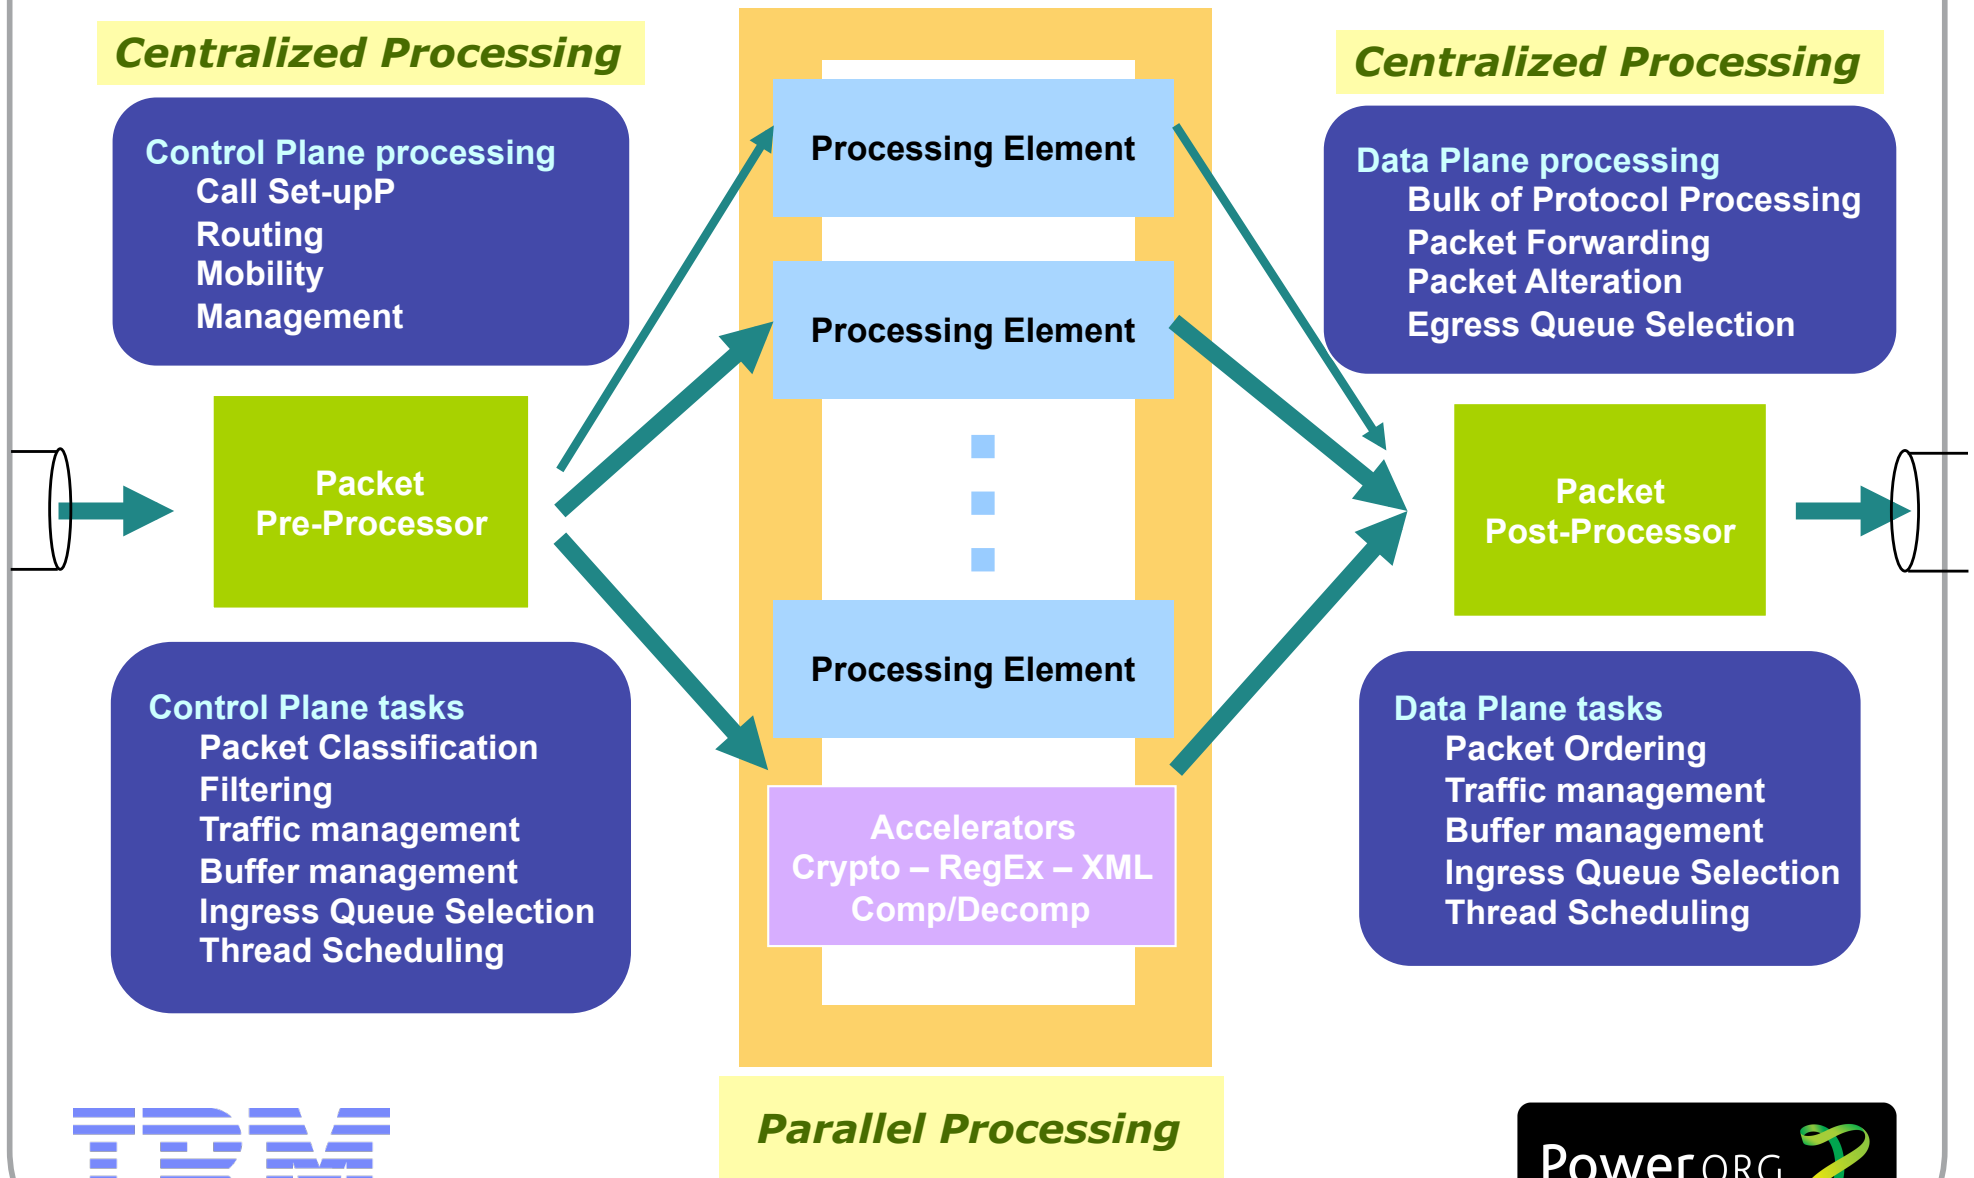 Centralized Processing
Control Plane processing
Call Set-upP
Routing
Mobility
Management
Packet
Pre-Processor
Control Plane tasks
Packet Classification
Filtering
Traffic management
Buffer management
Ingress Queue Selection
Thread Scheduling
Processing Element
Processing Element
Processing Element
Accelerators
Crypto – RegEx – XML
Comp/Decomp
Parallel Processing
Centralized Processing
Data Plane processing
Bulk of Protocol Processing
Packet Forwarding
Packet Alteration
Egress Queue Selection
Packet
Post-Processor
Data Plane tasks
Packet Ordering
Traffic management
Buffer management
Ingress Queue Selection
Thread Scheduling
IBM
Power.ORG